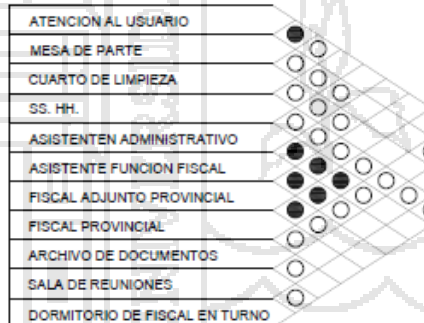 ATENCION AL USUARIO
MESA DE PARTE
CUARTO DE LIMPIEZA
SS. HH.
ASISTENTEN ADMINISTRATIVO
ASISTENTE FUNCION FISCAL
FISCAL ADJUNTO PROVINCIAL
FISCAL PROVINCIAL
ARCHIVO DE DOCUMENTOS
SALA DE REUNIONES
DORMITORIO DE FISCAL EN TURNO